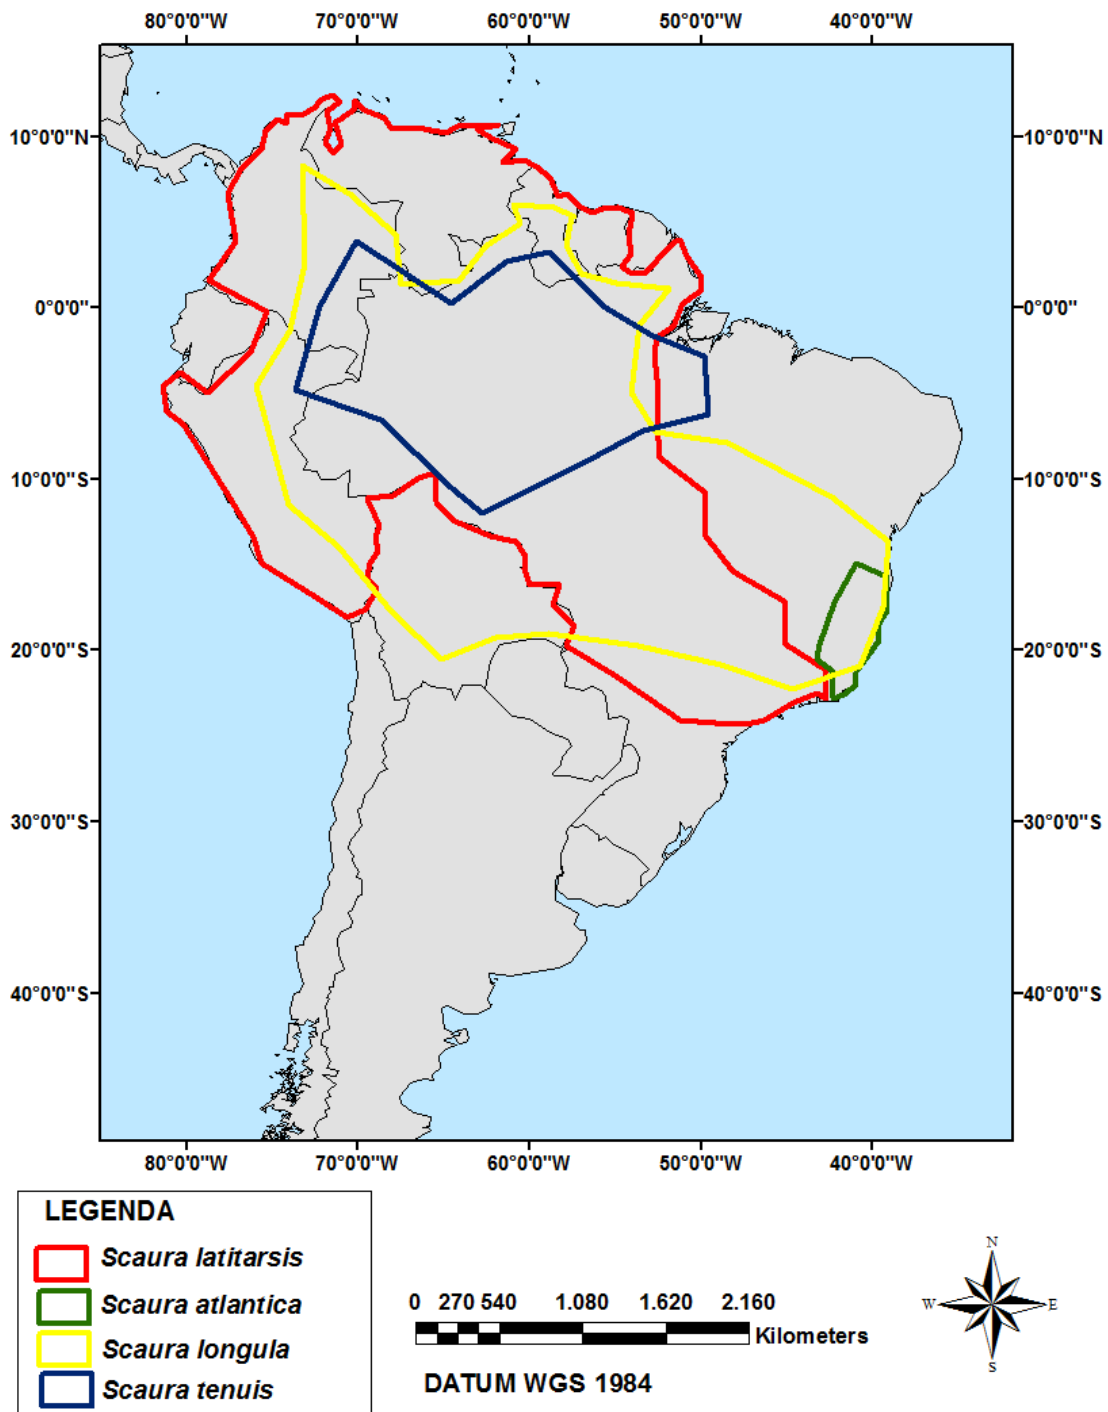 80°0'0"W 70°0'0"W 60°0'0"W 50°0'0"W 40°0'0"W
10°0'0"N 10°0'0"N
0°0'0" 0°0'0"
10°0'0"S 10°0'0"S
20°0'0"S 20°0'0"S
30°0'0"S 30°0'0"S
40°0'0"S 40°0'0"S
80°0'0"W 70°0'0"W 60°0'0"W 50°0'0"W 40°0'0"W
LEGENDA
Scaura latitarsis
Scaura atlantica
Scaura longula
Scaura tenuis
0 270 540 1.080 1.620 2.160
Kilometers
DATUM WGS 1984
N
W E
S